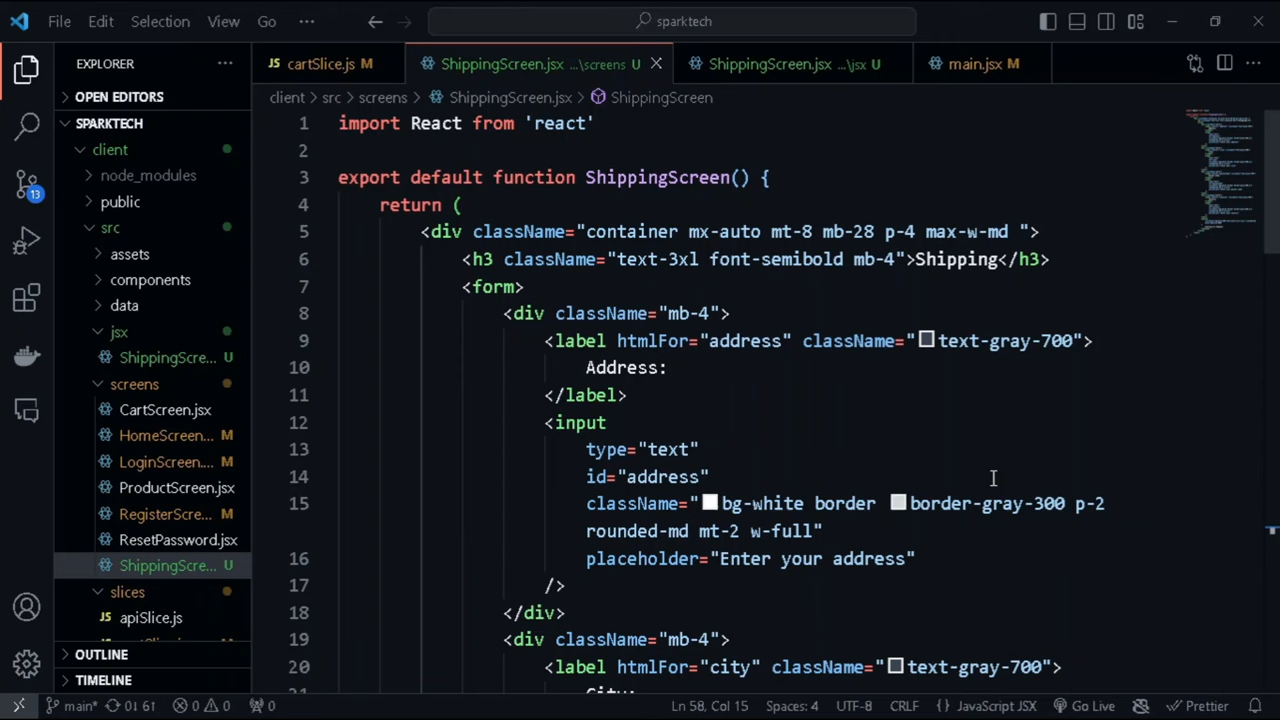 File Edit Selection View Go ··· sparktech
EXPLORER ···
OPEN EDITORS
SPARKTECH
client
node_modules
public
src
assets
components
data
jsx
ShippingScre... U
screens
CartScreen.jsx
HomeScreen... M
LoginScreen... M
ProductScreen.jsx
RegisterScre... M
ResetPassword.jsx
ShippingScre... U
slices
apiSlice.js
OUTLINE
TIMELINE
13
cartSlice.js M ShippingScreen.jsx ...\screens U ShippingScreen.jsx ...\jsx U main.jsx M ···
client > src > screens > ShippingScreen.jsx > ShippingScreen
1 import React from 'react'
2
3 export default function ShippingScreen() {
4 return (
5 <div className="container mx-auto mt-8 mb-28 p-4 max-w-md ">
6 <h3 className="text-3xl font-semibold mb-4">Shipping</h3>
7 <form>
8 <div className="mb-4">
9 <label htmlFor="address" className="text-gray-700">
10 Address:
11 </label>
12 <input
13 type="text"
14 id="address"
15 className="bg-white border border-gray-300 p-2
rounded-md mt-2 w-full"
16 placeholder="Enter your address"
17 />
18 </div>
19 <div className="mb-4">
20 <label htmlFor="city" className="text-gray-700">
City:
main* 0↓ 6↑ 0 0 0 Ln 58, Col 15 Spaces: 4 UTF-8 CRLF {} JavaScript JSX Go Live Prettier